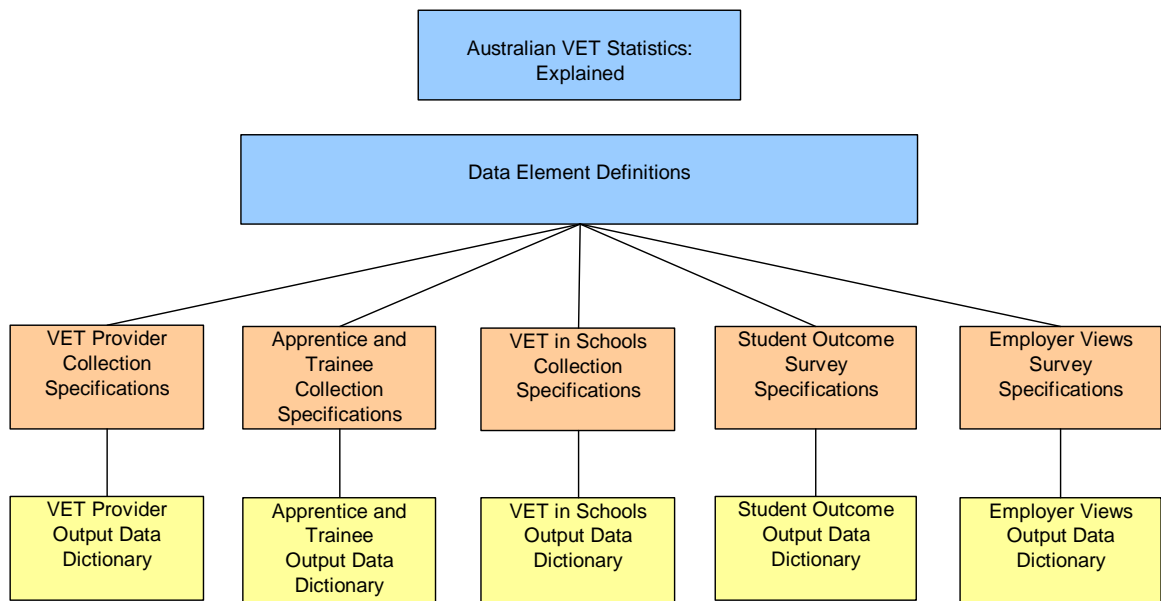 Australian VET Statistics:
Explained
Data Element Definitions
VET Provider
Collection
Specifications
Apprentice and
Trainee
Collection
Specifications
VET in Schools
Collection
Specifications
Student Outcome
Survey
Specifications
Employer Views
Survey
Specifications
VET Provider
Output Data
Dictionary
Apprentice and
Trainee
Output Data
Dictionary
VET in Schools
Output Data
Dictionary
Student Outcome
Output Data
Dictionary
Employer Views
Output Data
Dictionary